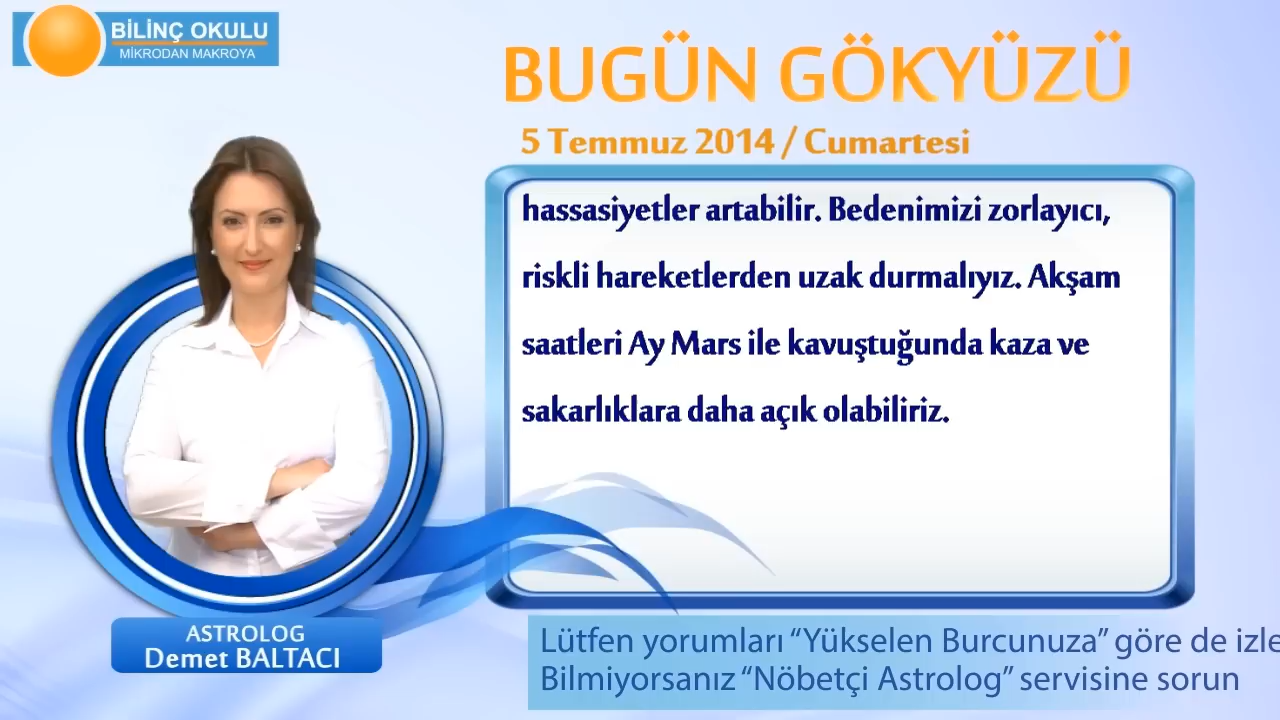 BİLİNÇ OKULU
MİKRODAN MAKROYA
BUGÜN GÖKYÜZÜ
5 Temmuz 2014 / Cumartesi
hassasiyetler artabilir. Bedenimizi zorlayıcı,
riskli hareketlerden uzak durmalıyız. Akşam
saatleri Ay Mars ile kavuştuğunda kaza ve
sakarlıklara daha açık olabiliriz.
ASTROLOG
Demet BALTACI
Lütfen yorumları “Yükselen Burcunuza” göre de izle
Bilmiyorsanız “Nöbetçi Astrolog” servisine sorun